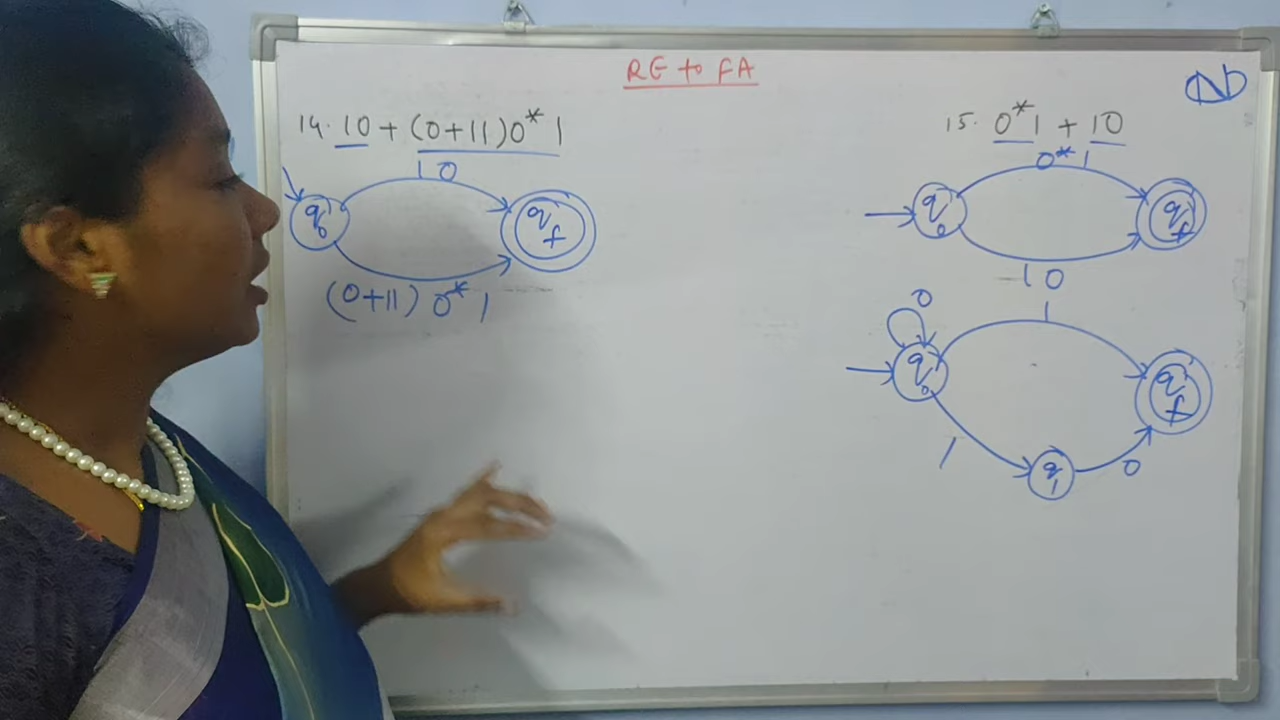 RE to FA
N
14. 10 + (0+11)0* 1
10
q0
qf
(0+11) 0* 1
15. 0*1 + 10
0*1
q0
qf
10
0
1
q0
qf
1
q1
0